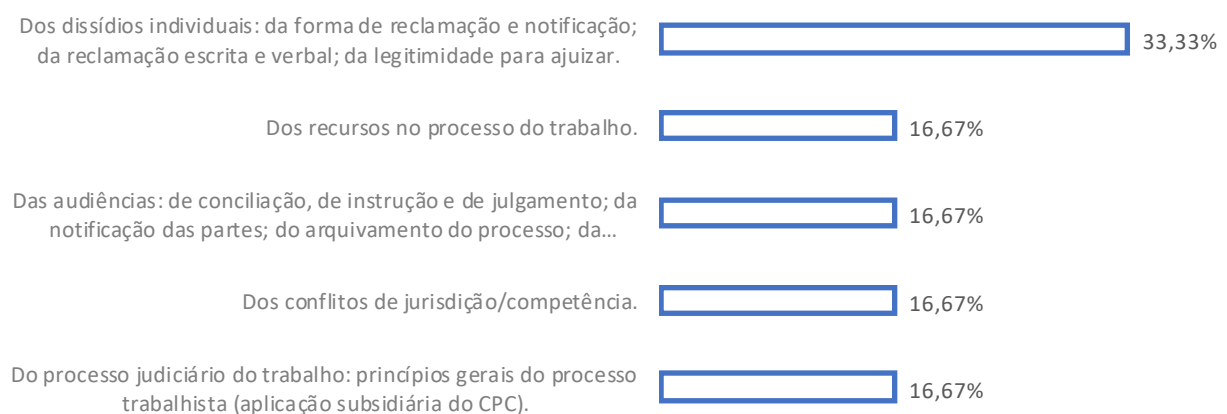 Dos dissídios individuais: da forma de reclamação e notificação;
da reclamação escrita e verbal; da legitimidade para ajuizar.
33,33%
Dos recursos no processo do trabalho.
16,67%
Das audiências: de conciliação, de instrução e de julgamento; da
notificação das partes; do arquivamento do processo; da...
16,67%
Dos conflitos de jurisdição/competência.
16,67%
Do processo judiciário do trabalho: princípios gerais do processo
trabalhista (aplicação subsidiária do CPC).
16,67%